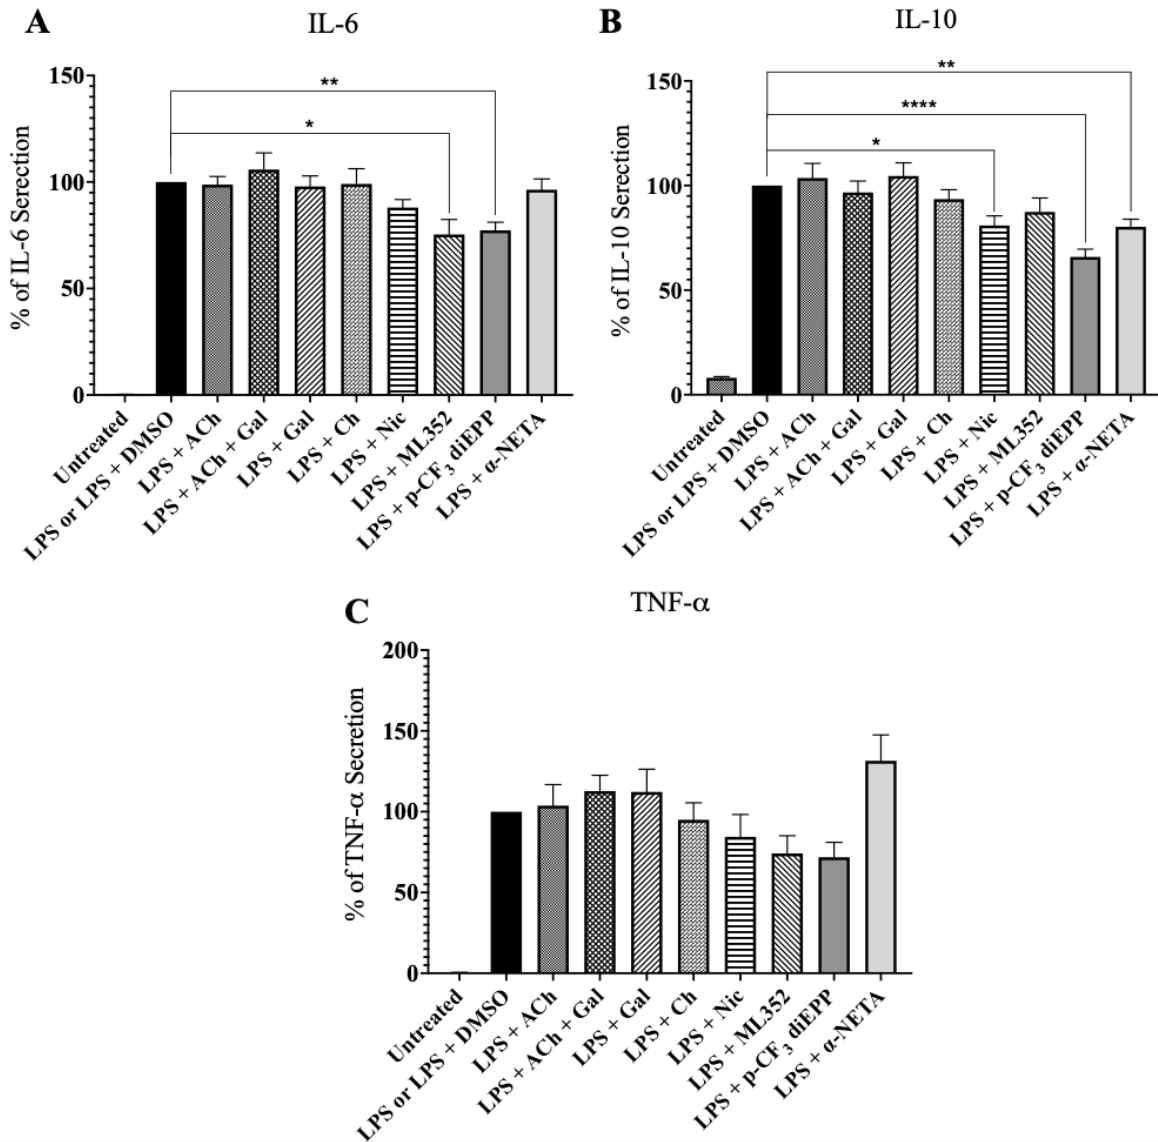 A
IL-6
% of IL-6 Serection
150
100
50
0
**
*
Untreated
LPS or LPS + DMSO
LPS + ACh
LPS + ACh + Gal
LPS + Gal
LPS + Ch
LPS + Nic
LPS + ML352
LPS + p-CF₃ diEPP
LPS + α-NETA
B
IL-10
% of IL-10 Serection
150
100
50
0
**
****
*
Untreated
LPS or LPS + DMSO
LPS + ACh
LPS + ACh + Gal
LPS + Gal
LPS + Ch
LPS + Nic
LPS + ML352
LPS + p-CF₃ diEPP
LPS + α-NETA
C
TNF-α
% of TNF-α Secretion
200
150
100
50
0
Untreated
LPS or LPS + DMSO
LPS + ACh
LPS + ACh + Gal
LPS + Gal
LPS + Ch
LPS + Nic
LPS + ML352
LPS + p-CF₃ diEPP
LPS + α-NETA